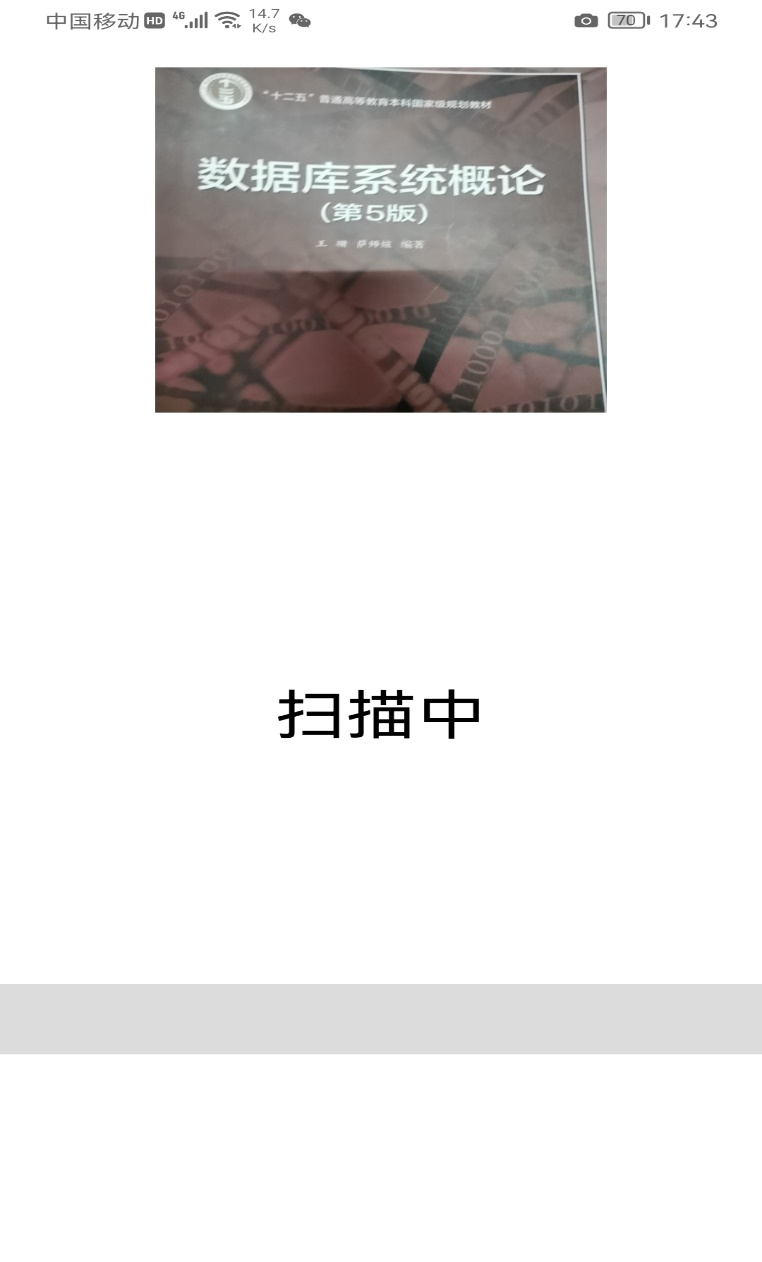 中国移动 HD 4G 14.7 K/s 70 17:43
"十二五"普通高等教育本科国家级规划教材
数据库系统概论
(第5版)
王 珊 萨师煊 编著
扫描中